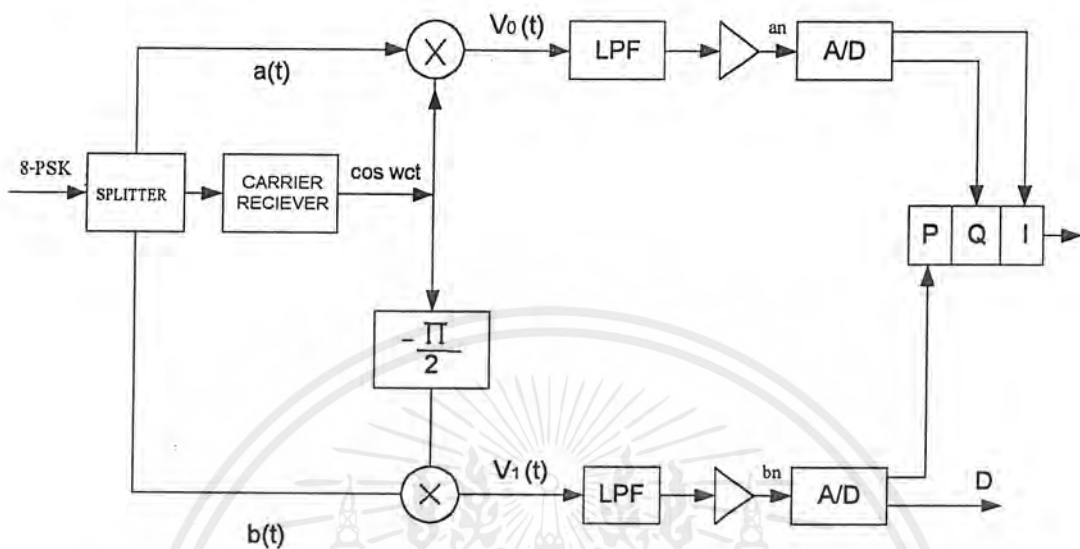 V0 (t)
LPF
an
A/D
a(t)
8-PSK
SPLITTER
CARRIER
RECIEVER
cos wct
P Q I
- π
2
V1 (t)
LPF
bn
A/D
D
b(t)